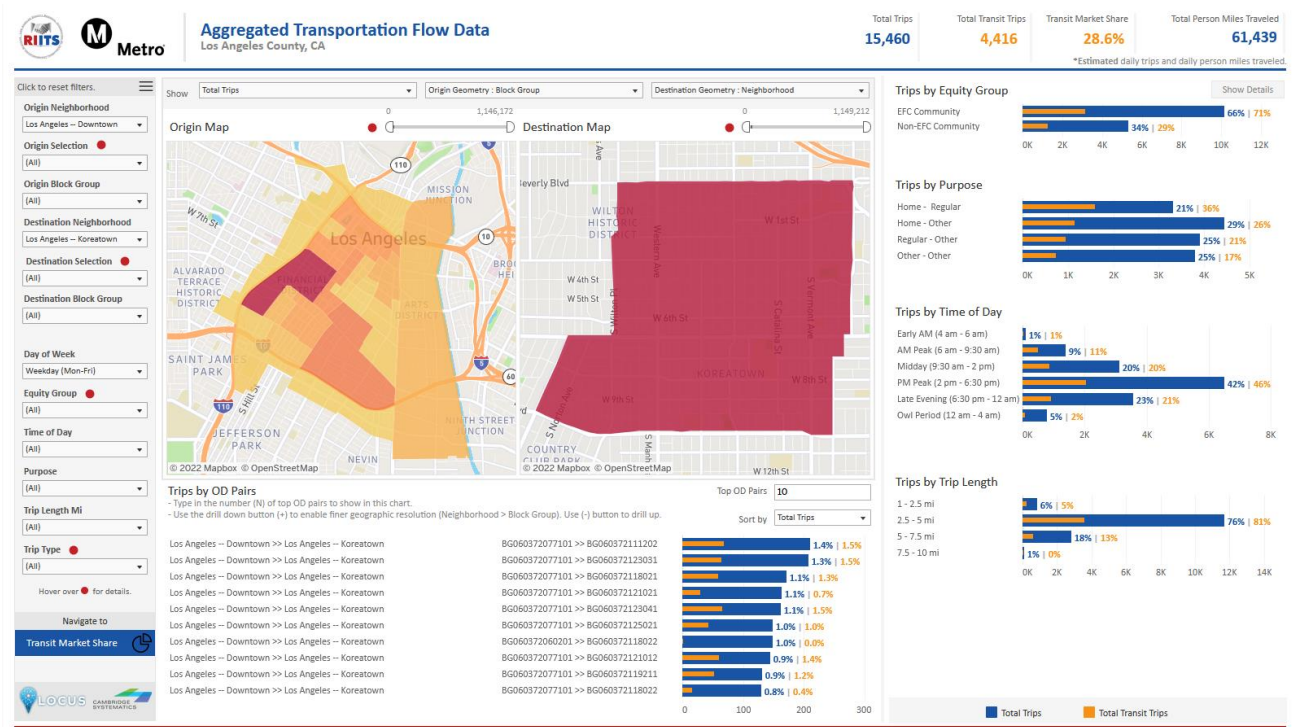 RIITS
M
Metro
Aggregated Transportation Flow Data
Los Angeles County, CA
Total Trips
15,460
Total Transit Trips
4,416
Transit Market Share
28.6%
Total Person Miles Traveled
61,439
*Estimated daily trips and daily person miles traveled.
Click to reset filters.
Origin Neighborhood
Los Angeles -- Downtown
Origin Selection
(All)
Origin Block Group
(All)
Destination Neighborhood
Los Angeles -- Koreatown
Destination Selection
(All)
Destination Block Group
(All)
Day of Week
Weekday (Mon-Fri)
Equity Group
(All)
Time of Day
(All)
Purpose
(All)
Trip Length Mi
(All)
Trip Type
(All)
Hover over for details.
Navigate to
Transit Market Share
LOCUS CAMBRIDGE SYSTEMATICS
Show Total Trips
Origin Geometry : Block Group
Destination Geometry : Neighborhood
0 1,146,172
Origin Map
110
MISSION
JUNCTION
W 7th St
Los Angeles
10
ALVARADO
TERRACE
HISTORIC
DISTRICT
FINANCIAL
ARTS
DISTRICT
SAINT JAMES
PARK
5
60
110
S Hill St
JEFFERSON
PARK
NINTH STREET
JUNCTION
NEVIN
© 2022 Mapbox © OpenStreetMap
0 1,149,212
Destination Map
Ave
Beverly Blvd
WILTON
HISTORIC
DISTRICT
Western Ave
W 1st St
W 4th St
W 5th St
S Wilton Pl
W 6th St
S Catalina St
S Vermont Ave
KOREATOWN
W 8th St
W 9th St
S Norton Ave
COUNTRY
CLUB PARK
S Manh
W 12th St
© 2022 Mapbox © OpenStreetMap
Trips by OD Pairs
- Type in the number (N) of top OD pairs to show in this chart.
- Use the drill down button (+) to enable finer geographic resolution (Neighborhood > Block Group). Use (-) button to drill up.
Top OD Pairs 10
Sort by Total Trips
Los Angeles -- Downtown >> Los Angeles -- Koreatown BG060372077101 >> BG060372111202 1.4% | 1.5%
Los Angeles -- Downtown >> Los Angeles -- Koreatown BG060372077101 >> BG060372123031 1.3% | 1.5%
Los Angeles -- Downtown >> Los Angeles -- Koreatown BG060372077101 >> BG060372118021 1.1% | 1.3%
Los Angeles -- Downtown >> Los Angeles -- Koreatown BG060372077101 >> BG060372121021 1.1% | 0.7%
Los Angeles -- Downtown >> Los Angeles -- Koreatown BG060372077101 >> BG060372123041 1.1% | 1.5%
Los Angeles -- Downtown >> Los Angeles -- Koreatown BG060372077101 >> BG060372125021 1.0% | 1.0%
Los Angeles -- Downtown >> Los Angeles -- Koreatown BG060372060201 >> BG060372118022 1.0% | 0.0%
Los Angeles -- Downtown >> Los Angeles -- Koreatown BG060372077101 >> BG060372121012 0.9% | 1.4%
Los Angeles -- Downtown >> Los Angeles -- Koreatown BG060372077101 >> BG060372119211 0.9% | 1.2%
Los Angeles -- Downtown >> Los Angeles -- Koreatown BG060372077101 >> BG060372118022 0.8% | 0.4%
0 100 200 300
Trips by Equity Group
Show Details
EFC Community 66% | 71%
Non-EFC Community 34% | 29%
0K 2K 4K 6K 8K 10K 12K
Trips by Purpose
Home - Regular 21% | 36%
Home - Other 29% | 26%
Regular - Other 25% | 21%
Other - Other 25% | 17%
0K 1K 2K 3K 4K 5K
Trips by Time of Day
Early AM (4 am - 6 am) 1% | 1%
AM Peak (6 am - 9:30 am) 9% | 11%
Midday (9:30 am - 2 pm) 20% | 20%
PM Peak (2 pm - 6:30 pm) 42% | 46%
Late Evening (6:30 pm - 12 am) 23% | 21%
Owl Period (12 am - 4 am) 5% | 2%
0K 2K 4K 6K 8K
Trips by Trip Length
1 - 2.5 mi 6% | 5%
2.5 - 5 mi 76% | 81%
5 - 7.5 mi 18% | 13%
7.5 - 10 mi 1% | 0%
0K 2K 4K 6K 8K 10K 12K 14K
Total Trips
Total Transit Trips